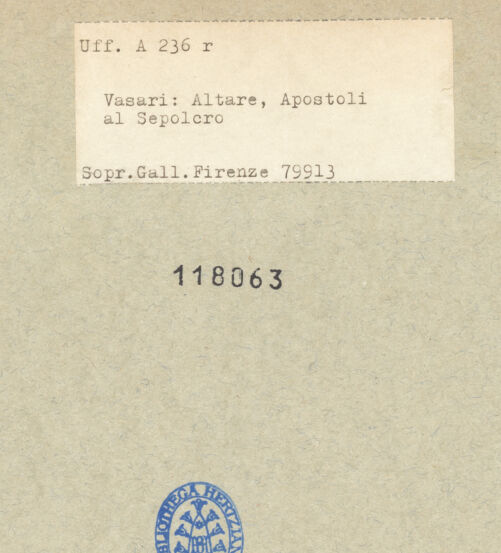 Uff. A 236 r
Vasari: Altare, Apostoli
al Sepolcro
Sopr.Gall.Firenze 79913
118063